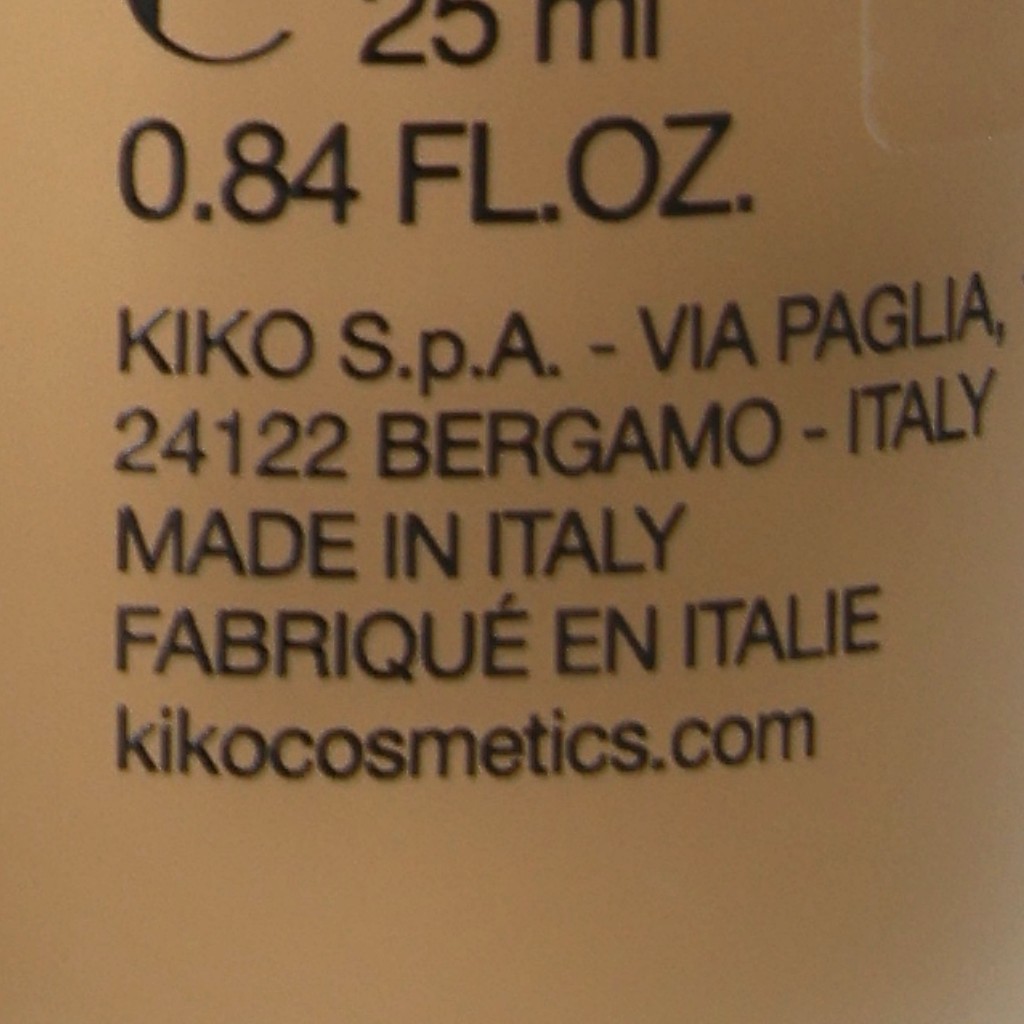 ℮ 25 ml
0.84 FL.OZ.
KIKO S.p.A. - VIA PAGLIA,
24122 BERGAMO - ITALY
MADE IN ITALY
FABRIQUÉ EN ITALIE
kikocosmetics.com